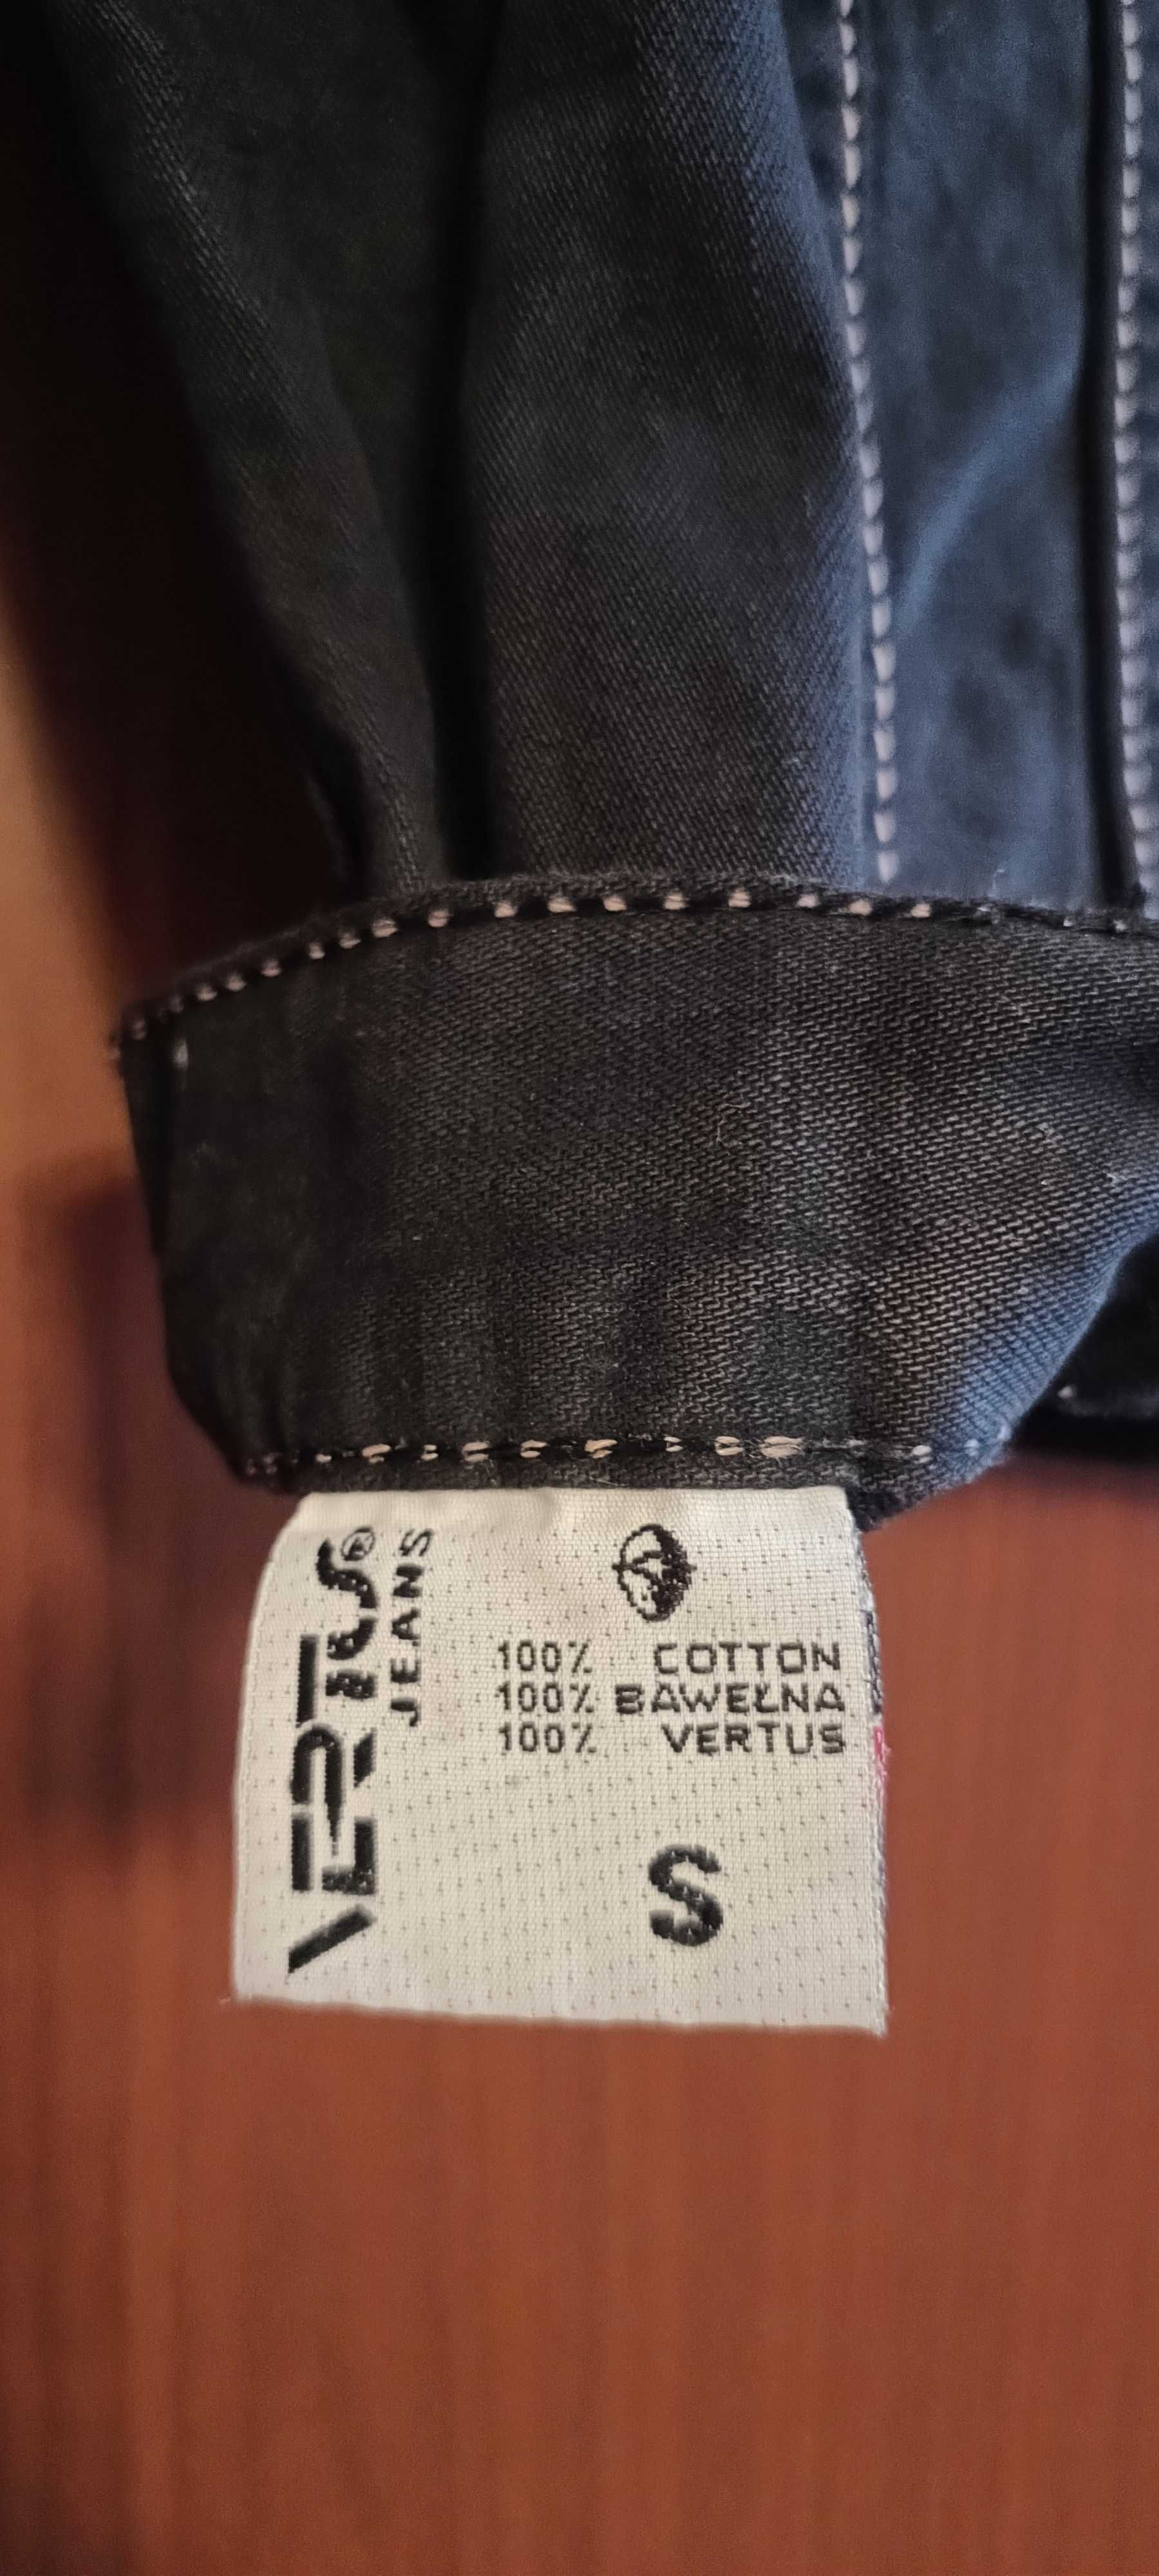 VERTUS®
JEANS
100% COTTON
100% BAWEŁNA
100% VERTUS
S